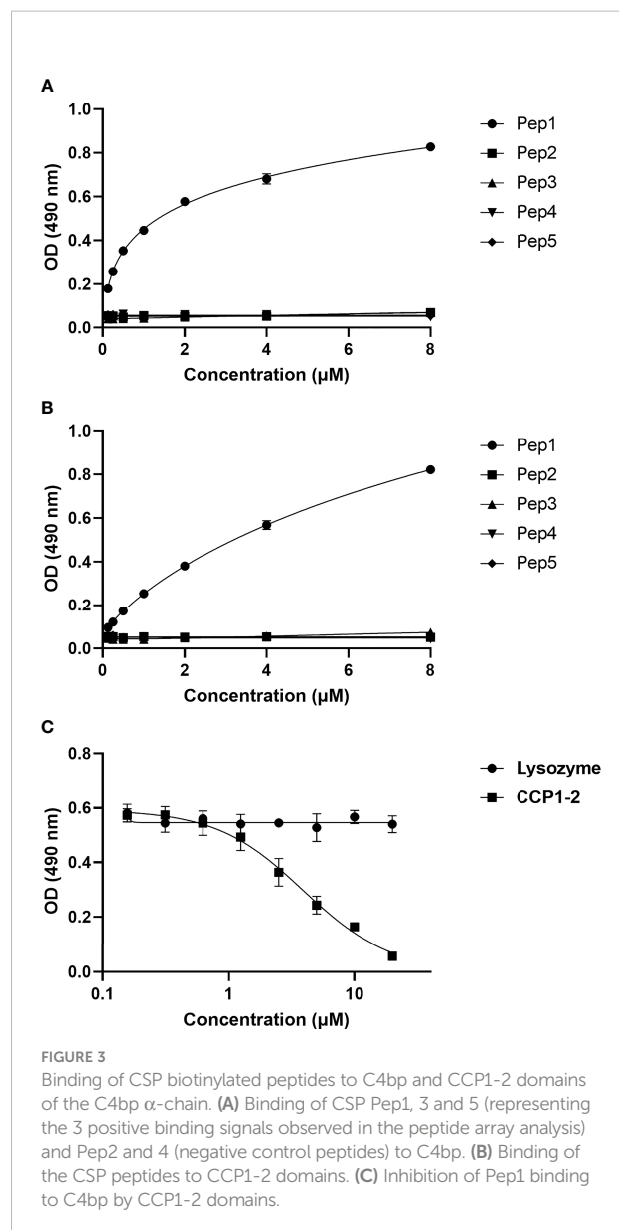 A
1.0
0.8
0.6
0.4
0.2
0.0
OD (490 nm)
0 2 4 6 8
Concentration (μM)
Pep1
Pep2
Pep3
Pep4
Pep5
B
1.0
0.8
0.6
0.4
0.2
0.0
OD (490 nm)
0 2 4 6 8
Concentration (μM)
Pep1
Pep2
Pep3
Pep4
Pep5
C
0.8
0.6
0.4
0.2
0.0
OD (490 nm)
0.1 1 10
Concentration (μM)
Lysozyme
CCP1-2
FIGURE 3
Binding of CSP biotinylated peptides to C4bp and CCP1-2 domains
of the C4bp α-chain. (A) Binding of CSP Pep1, 3 and 5 (representing
the 3 positive binding signals observed in the peptide array analysis)
and Pep2 and 4 (negative control peptides) to C4bp. (B) Binding of
the CSP peptides to CCP1-2 domains. (C) Inhibition of Pep1 binding
to C4bp by CCP1-2 domains.